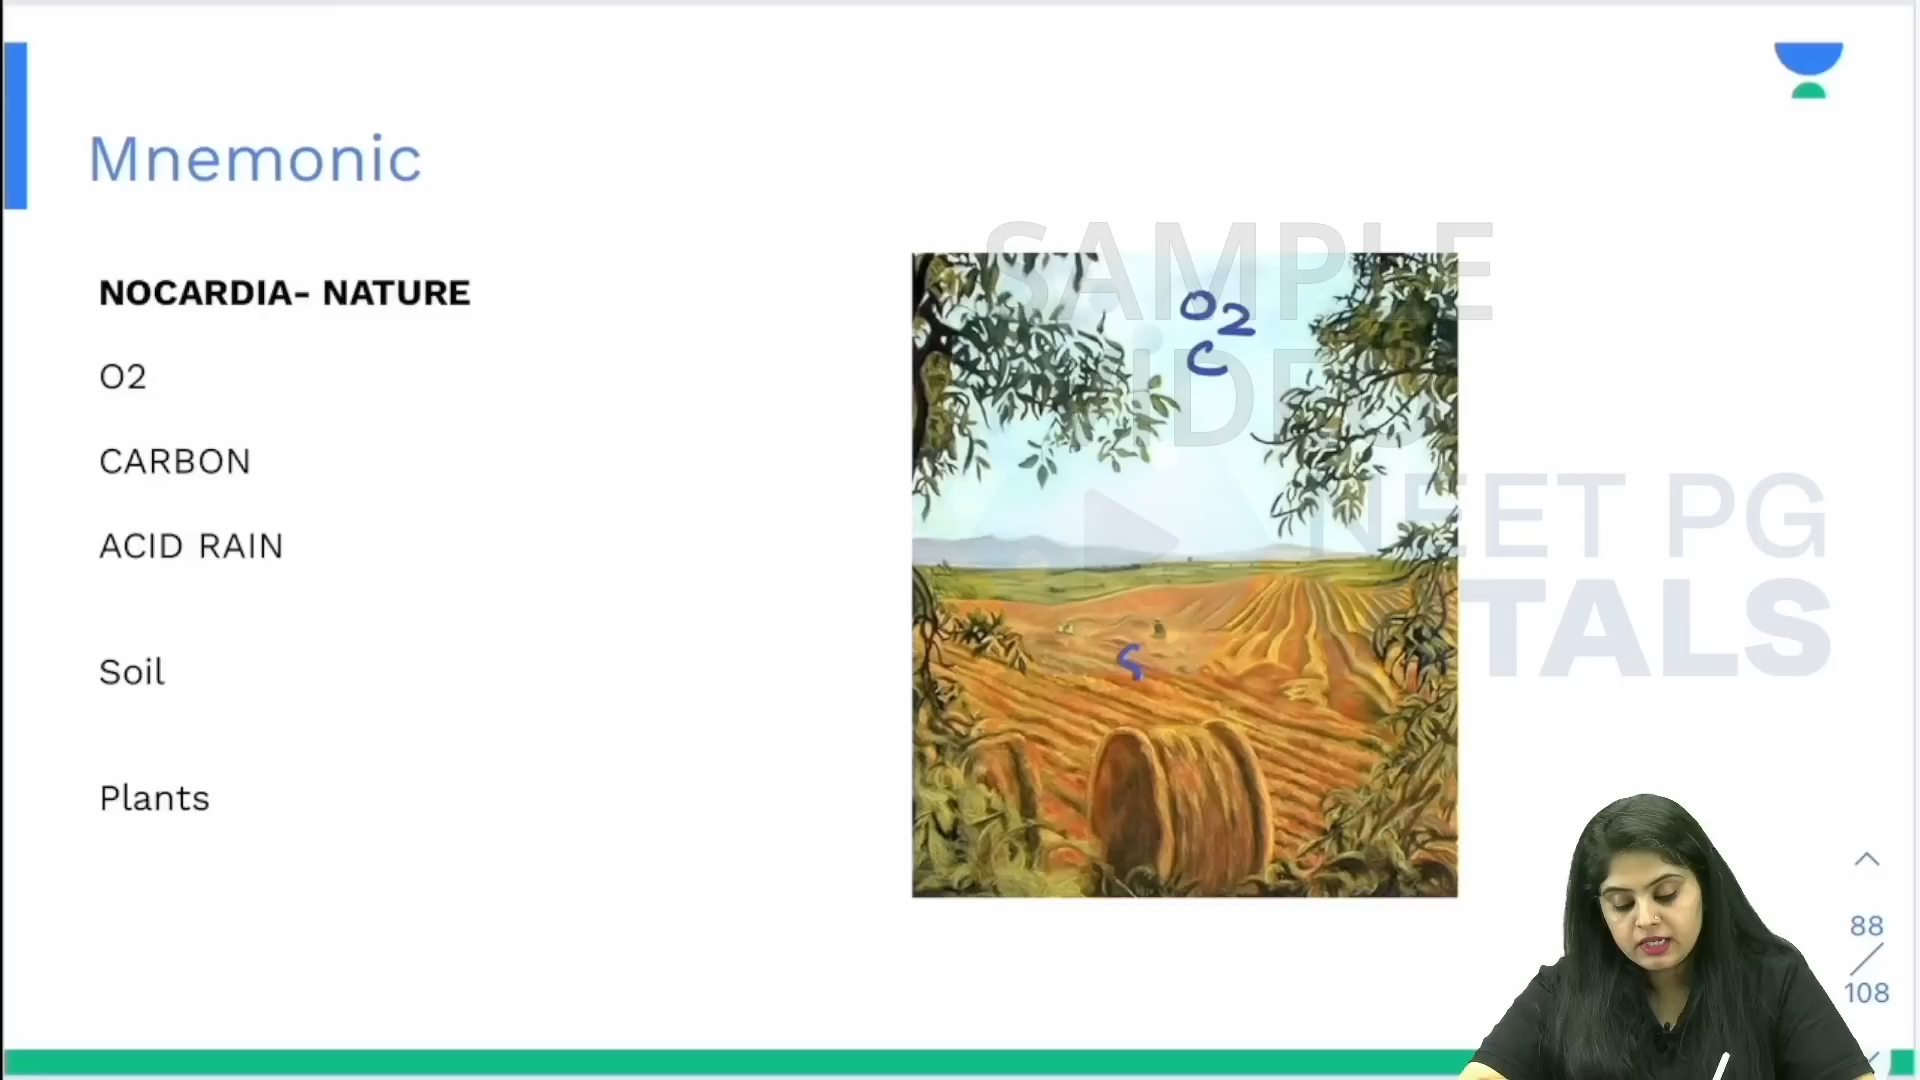 Mnemonic
NOCARDIA- NATURE
O2
CARBON
ACID RAIN
Soil
Plants
O2
C
S
SAMPLE
NEET PG
TALS
88
108